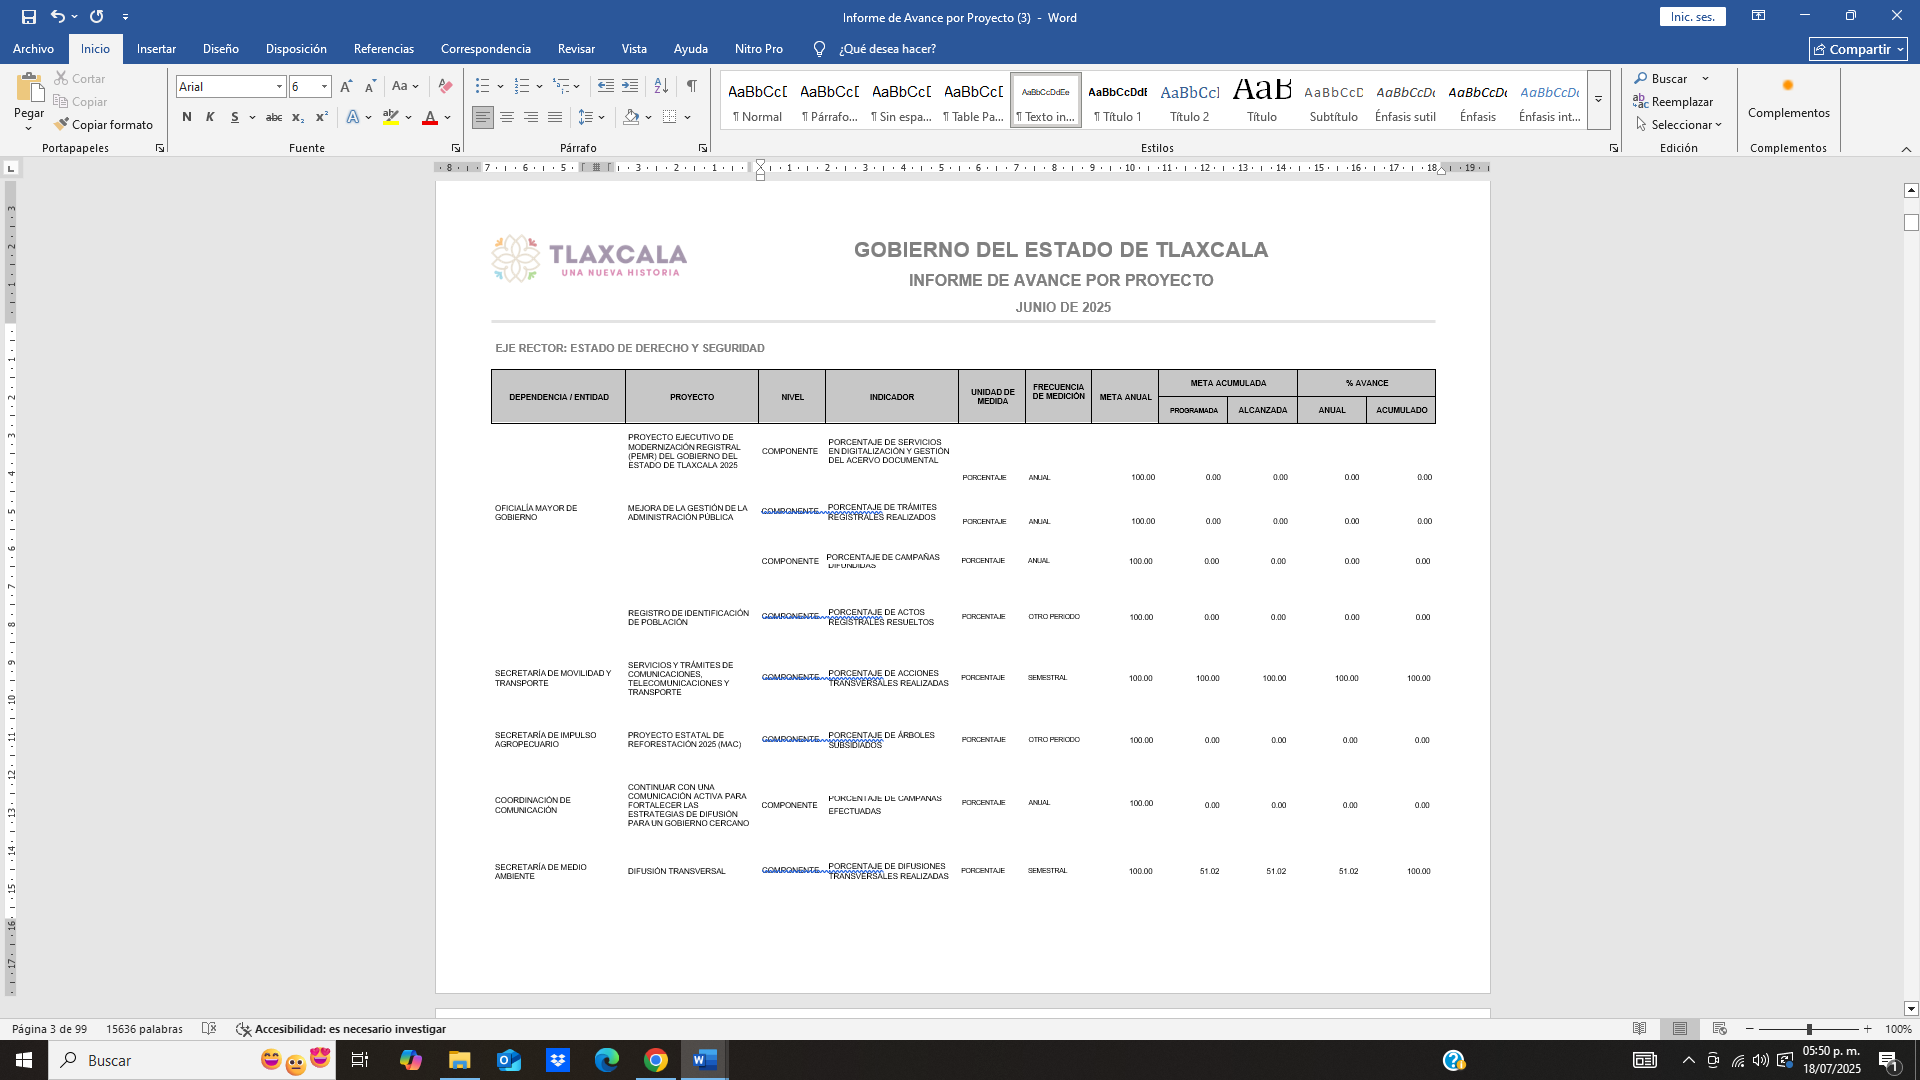 Informe de Avance por Proyecto (3) - Word
Inic. ses.
Archivo Inicio Insertar Diseño Disposición Referencias Correspondencia Revisar Vista Ayuda Nitro Pro ¿Qué desea hacer? Compartir
Pegar
Cortar
Copiar
Copiar formato
Portapapeles
Arial 6
Fuente
Párrafo
AaBbCcI ¶ Normal
AaBbCcI ¶ Párrafo...
AaBbCcI ¶ Sin espa...
AaBbCcI ¶ Table Pa...
AaBbCcDdEe ¶ Texto in...
AaBbCcDdE ¶ Título 1
AaBbCcI Título 2
AaB Título
AaBbCcD Subtítulo
AaBbCcDc Énfasis sutil
AaBbCcDc Énfasis
AaBbCcDc Énfasis int...
Estilos
Buscar
Reemplazar
Seleccionar
Edición
Complementos
Complementos
TLAXCALA
UNA NUEVA HISTORIA
GOBIERNO DEL ESTADO DE TLAXCALA
INFORME DE AVANCE POR PROYECTO
JUNIO DE 2025
EJE RECTOR: ESTADO DE DERECHO Y SEGURIDAD
DEPENDENCIA / ENTIDAD PROYECTO NIVEL INDICADOR UNIDAD DE MEDIDA FRECUENCIA DE MEDICIÓN META ANUAL META ACUMULADA % AVANCE
PROGRAMADA ALCANZADA ANUAL ACUMULADO
PROYECTO EJECUTIVO DE
MODERNIZACIÓN REGISTRAL
(PEMR) DEL GOBIERNO DEL
ESTADO DE TLAXCALA 2025
COMPONENTE
PORCENTAJE DE SERVICIOS
EN DIGITALIZACIÓN Y GESTIÓN
DEL ACERVO DOCUMENTAL
PORCENTAJE ANUAL 100.00 0.00 0.00 0.00 0.00
OFICIALÍA MAYOR DE
GOBIERNO
MEJORA DE LA GESTIÓN DE LA
ADMINISTRACIÓN PÚBLICA
COMPONENTE
PORCENTAJE DE TRÁMITES
REGISTRALES REALIZADOS
PORCENTAJE ANUAL 100.00 0.00 0.00 0.00 0.00
COMPONENTE
PORCENTAJE DE CAMPAÑAS
DIFUNDIDAS
PORCENTAJE ANUAL 100.00 0.00 0.00 0.00 0.00
REGISTRO DE IDENTIFICACIÓN
DE POBLACIÓN
COMPONENTE
PORCENTAJE DE ACTOS
REGISTRALES RESUELTOS
PORCENTAJE OTRO PERIODO 100.00 0.00 0.00 0.00 0.00
SECRETARÍA DE MOVILIDAD Y
TRANSPORTE
SERVICIOS Y TRÁMITES DE
COMUNICACIONES,
TELECOMUNICACIONES Y
TRANSPORTE
COMPONENTE
PORCENTAJE DE ACCIONES
TRANSVERSALES REALIZADAS
PORCENTAJE SEMESTRAL 100.00 100.00 100.00 100.00 100.00
SECRETARÍA DE IMPULSO
AGROPECUARIO
PROYECTO ESTATAL DE
REFORESTACIÓN 2025 (MAC)
COMPONENTE
PORCENTAJE DE ÁRBOLES
SUBSIDIADOS
PORCENTAJE OTRO PERIODO 100.00 0.00 0.00 0.00 0.00
COORDINACIÓN DE
COMUNICACIÓN
CONTINUAR CON UNA
COMUNICACIÓN ACTIVA PARA
FORTALECER LAS
ESTRATEGIAS DE DIFUSIÓN
PARA UN GOBIERNO CERCANO
COMPONENTE
PORCENTAJE DE CAMPAÑAS
EFECTUADAS
PORCENTAJE ANUAL 100.00 0.00 0.00 0.00 0.00
SECRETARÍA DE MEDIO
AMBIENTE
DIFUSIÓN TRANSVERSAL
COMPONENTE
PORCENTAJE DE DIFUSIONES
TRANSVERSALES REALIZADAS
PORCENTAJE SEMESTRAL 100.00 51.02 51.02 51.02 100.00
Página 3 de 99 15636 palabras Accesibilidad: es necesario investigar 100%
Buscar
05:50 p. m.
18/07/2025
1